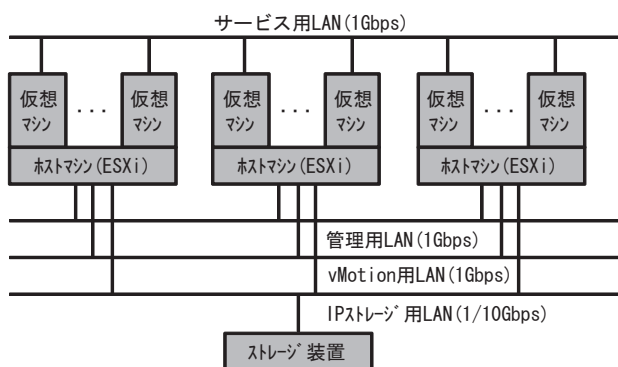 サービス用LAN(1Gbps)
仮想
ﾏｼﾝ
...
仮想
ﾏｼﾝ
仮想
ﾏｼﾝ
...
仮想
ﾏｼﾝ
仮想
ﾏｼﾝ
...
仮想
ﾏｼﾝ
ﾎｽﾄﾏｼﾝ(ESXi)
ﾎｽﾄﾏｼﾝ(ESXi)
ﾎｽﾄﾏｼﾝ(ESXi)
管理用LAN(1Gbps)
vMotion用LAN(1Gbps)
IPｽﾄﾚｰｼﾞ用LAN(1/10Gbps)
ｽﾄﾚｰｼﾞ装置